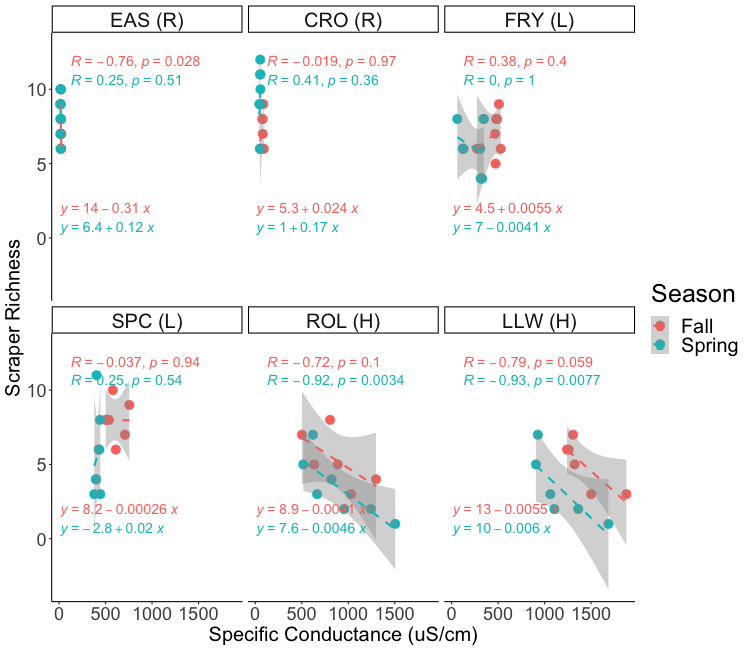 EAS (R) CRO (R) FRY (L)
R = −0.76, p = 0.028 R = −0.019, p = 0.97 R = 0.38, p = 0.4
R = 0.25, p = 0.51 R = 0.41, p = 0.36 R = 0, p = 1
10
5
y = 14 − 0.31 x y = 5.3 + 0.024 x y = 4.5 + 0.0055 x
y = 6.4 + 0.12 x y = 1 + 0.17 x y = 7 − 0.0041 x
0
Scraper Richness
SPC (L) ROL (H) LLW (H)
R = −0.037, p = 0.94 R = −0.72, p = 0.1 R = −0.79, p = 0.059
R = 0.25, p = 0.54 R = −0.92, p = 0.0034 R = −0.93, p = 0.0077
10
5
y = 8.2 − 0.00026 x y = 8.9 − x y = 13 − 0.0055 x
y = −2.8 + 0.02 x y = 7.6 − 0.0046 x y = 10 − 0.006 x
0
0 500 1000 1500 0 500 1000 1500 0 500 1000 1500
Specific Conductance (uS/cm)
Season
Fall
Spring